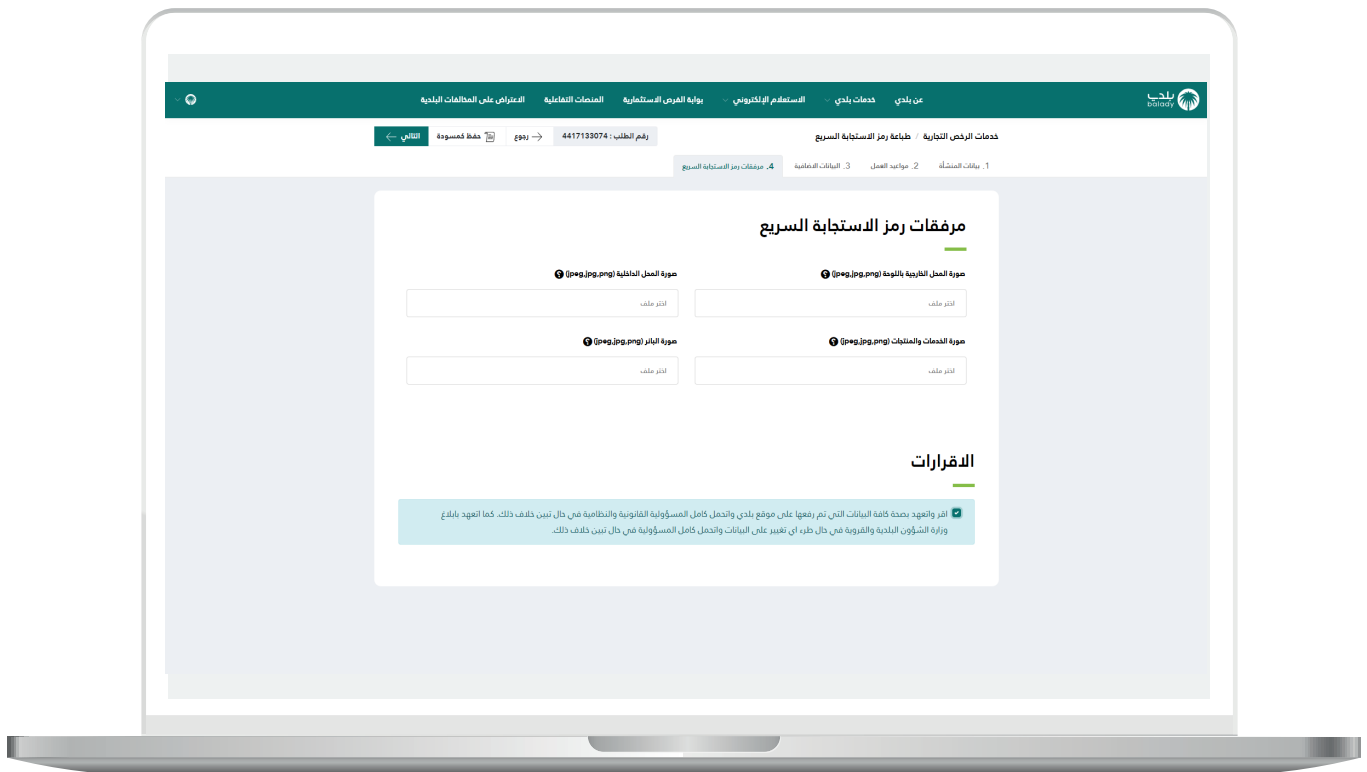 بلدي
balady
عن بلدي
خدمات بلدي
الاستعلام الإلكتروني
بوابة الفرص الاستثمارية
المنصات التفاعلية
الاعتراض على المخالفات البلدية
خدمات الرخص التجارية / طباعة رمز الاستجابة السريع
رقم الطلب : 4417133074
رجوع
حفظ كمسودة
التالي
1. بيانات المنشأة
2. مواعيد العمل
3. البيانات الاضافية
4. مرفقات رمز الاستجابة السريع
مرفقات رمز الاستجابة السريع
صورة المحل الخارجية باللوحة (jpeg,jpg,png)
صورة المحل الداخلية (jpeg,jpg,png)
اختر ملف
اختر ملف
صورة الخدمات والمنتجات (jpeg,jpg,png)
صورة البانر (jpeg,jpg,png)
اختر ملف
اختر ملف
الاقرارات
اقر واتعهد بصحة كافة البيانات التي تم رفعها على موقع بلدي واتحمل كامل المسؤولية القانونية والنظامية في حال تبين خلاف ذلك. كما اتعهد بابلاغ
وزارة الشؤون البلدية والقروية في حال طرء اي تغيير على البيانات واتحمل كامل المسؤولية في حال تبين خلاف ذلك.